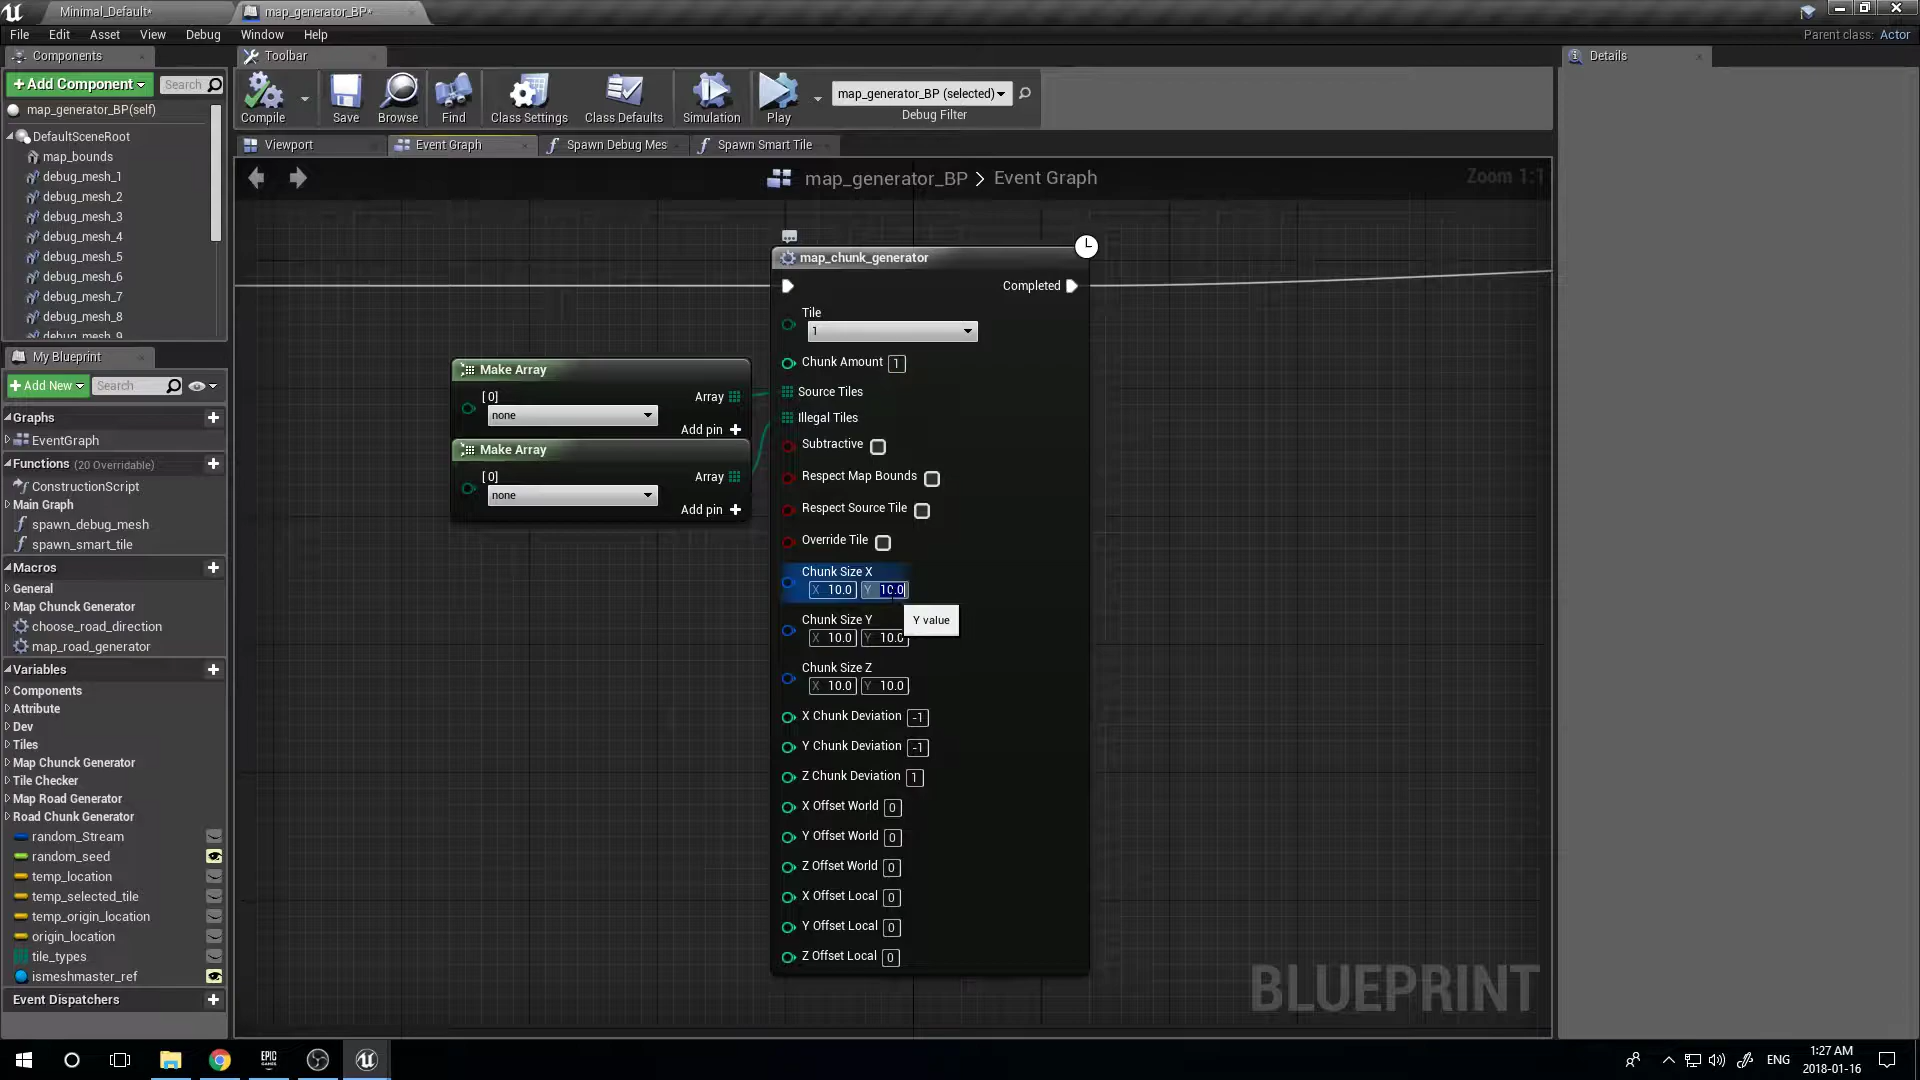 Minimal_Default*
map_generator_BP*
File Edit Asset View Debug Window Help
Parent class: Actor
Components
Toolbar
Details
+Add Component
Search
map_generator_BP(self)
DefaultSceneRoot
map_bounds
debug_mesh_1
debug_mesh_2
debug_mesh_3
debug_mesh_4
debug_mesh_5
debug_mesh_6
debug_mesh_7
debug_mesh_8
debug_mesh_9
Compile
Save
Browse
Find
Class Settings
Class Defaults
Simulation
Play
map_generator_BP (selected)
Debug Filter
Viewport
Event Graph
Spawn Debug Mes
Spawn Smart Tile
map_generator_BP > Event Graph
Zoom 1:1
My Blueprint
+Add New
Search
Graphs
EventGraph
Functions (20 Overridable)
ConstructionScript
Main Graph
spawn_debug_mesh
spawn_smart_tile
Macros
General
Map Chunck Generator
choose_road_direction
map_road_generator
Variables
Components
Attribute
Dev
Tiles
Map Chunck Generator
Tile Checker
Map Road Generator
Road Chunk Generator
random_Stream
random_seed
temp_location
temp_selected_tile
temp_origin_location
origin_location
tile_types
ismeshmaster_ref
Event Dispatchers
Make Array
[0]
none
Array
Add pin +
Make Array
[0]
none
Array
Add pin +
map_chunk_generator
Completed
Tile
1
Chunk Amount 1
Source Tiles
Illegal Tiles
Subtractive
Respect Map Bounds
Respect Source Tile
Override Tile
Chunk Size X
X 10.0 Y 10.0
Y value
Chunk Size Y
X 10.0 Y 10.0
Chunk Size Z
X 10.0 Y 10.0
X Chunk Deviation -1
Y Chunk Deviation -1
Z Chunk Deviation 1
X Offset World 0
Y Offset World 0
Z Offset World 0
X Offset Local 0
Y Offset Local 0
Z Offset Local 0
BLUEPRINT
EPIC
GAMES
ENG
1:27 AM
2018-01-16